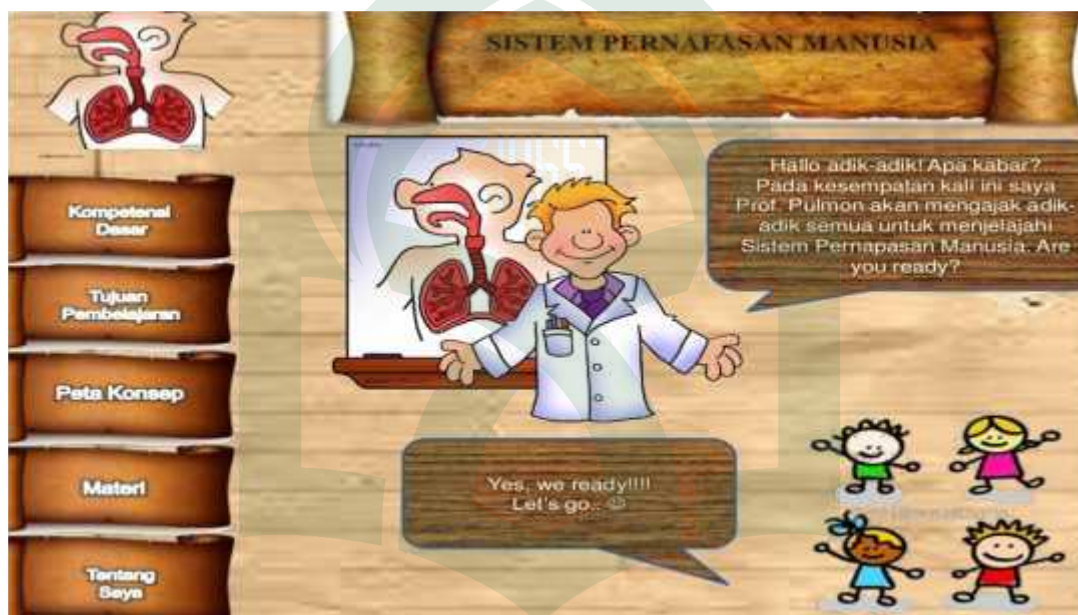 SISTEM PERNAFASAN MANUSIA
Hallo adik-adik! Apa kabar?
Pada kesempatan kali ini saya
Prof. Pulmon akan mengajak adik-
adik semua untuk menjelajahi
Sistem Pernapasan Manusia. Are
you ready?
Kompetensi
Dasar
Tujuan
Pembelajaran
Peta Konsep
Materi
Tentang
Saya
Yes, we ready!!!!
Let's go.. ☺